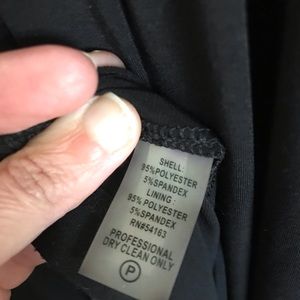 SHELL:
95%POLYESTER
5%SPANDEX
LINING:
95%POLYESTER
5%SPANDEX
RN#54163
PROFESSIONAL
DRY CLEAN ONLY
P